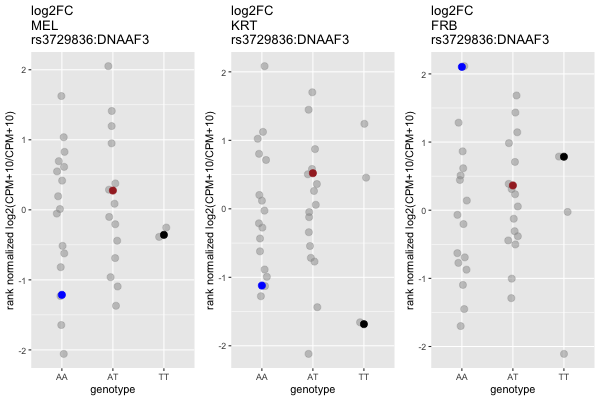 log2FC
MEL
rs3729836:DNAAF3
rank normalized log2(CPM+10/CPM+10)
2
1
0
-1
-2
AA
AT
TT
genotype
log2FC
KRT
rs3729836:DNAAF3
rank normalized log2(CPM+10/CPM+10)
2
1
0
-1
-2
AA
AT
TT
genotype
log2FC
FRB
rs3729836:DNAAF3
rank normalized log2(CPM+10/CPM+10)
2
1
0
-1
-2
AA
AT
TT
genotype